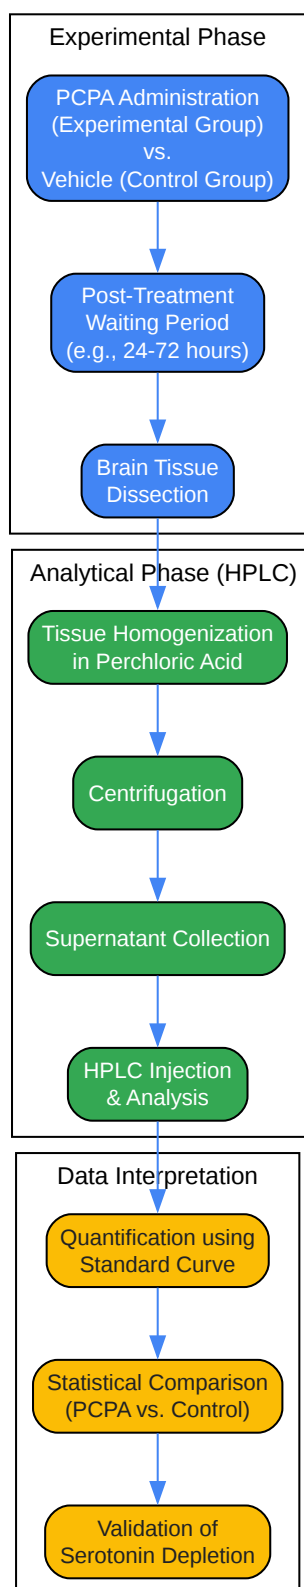 Experimental Phase
PCPA Administration
(Experimental Group)
vs.
Vehicle (Control Group)
Post-Treatment
Waiting Period
(e.g., 24-72 hours)
Brain Tissue
Dissection
Analytical Phase (HPLC)
Tissue Homogenization
in Perchloric Acid
Centrifugation
Supernatant Collection
HPLC Injection
& Analysis
Data Interpretation
Quantification using
Standard Curve
Statistical Comparison
(PCPA vs. Control)
Validation of
Serotonin Depletion